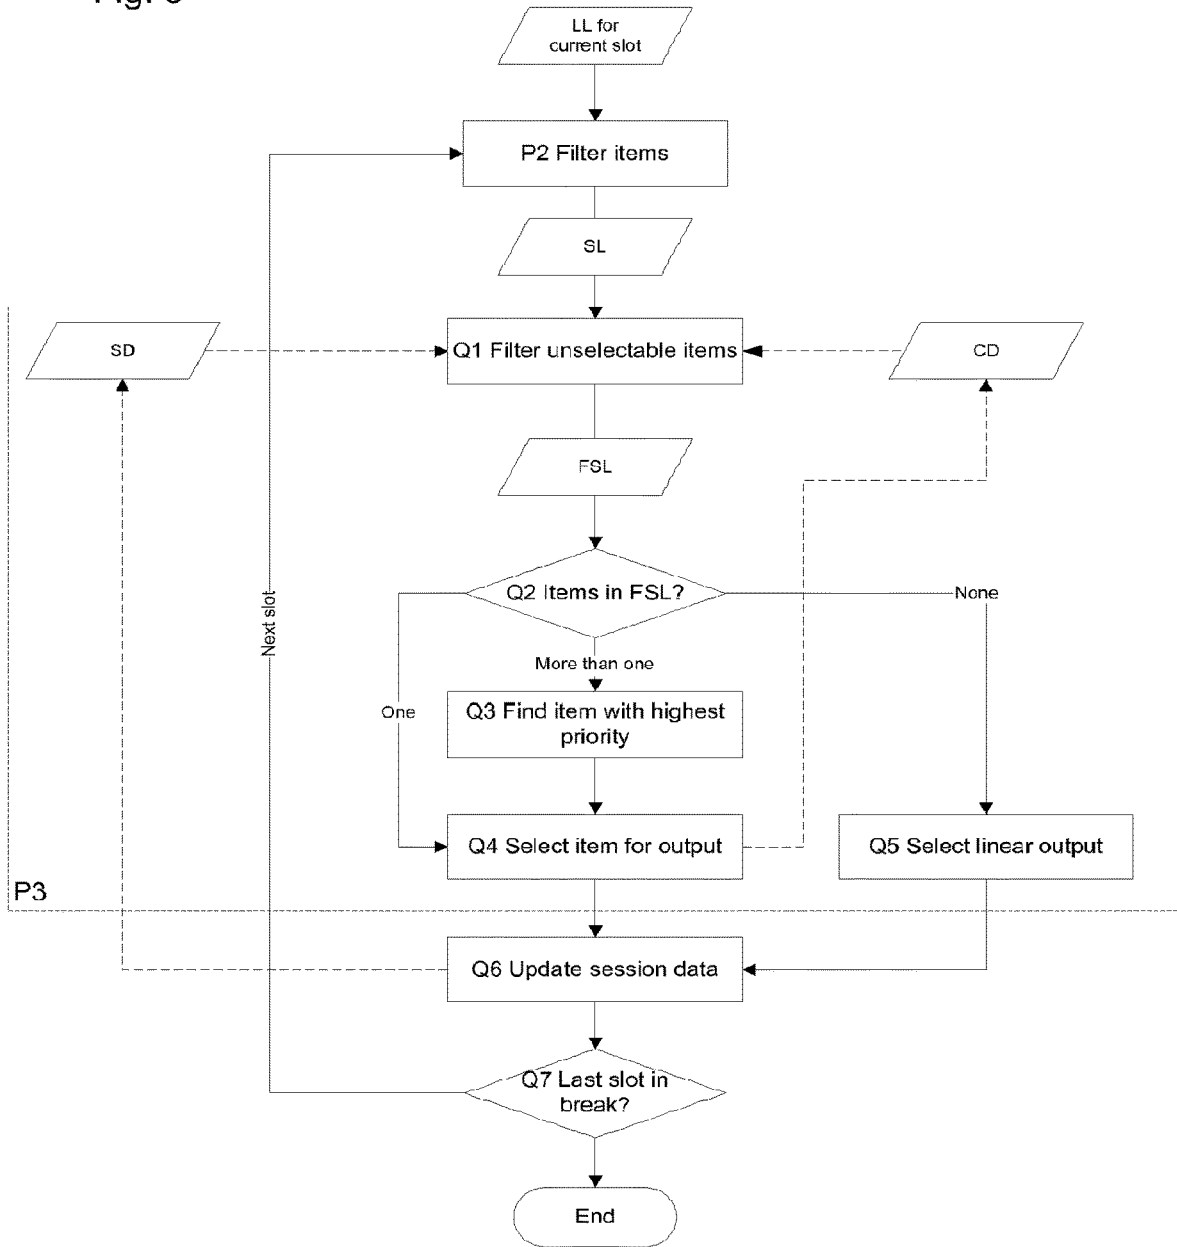 LL for
current slot
P2 Filter items
SL
SD
Q1 Filter unselectable items
CD
FSL
Q2 Items in FSL?
None
Next slot
More than one
One
Q3 Find item with highest
priority
Q4 Select item for output
Q5 Select linear output
P3
Q6 Update session data
Q7 Last slot in
break?
End